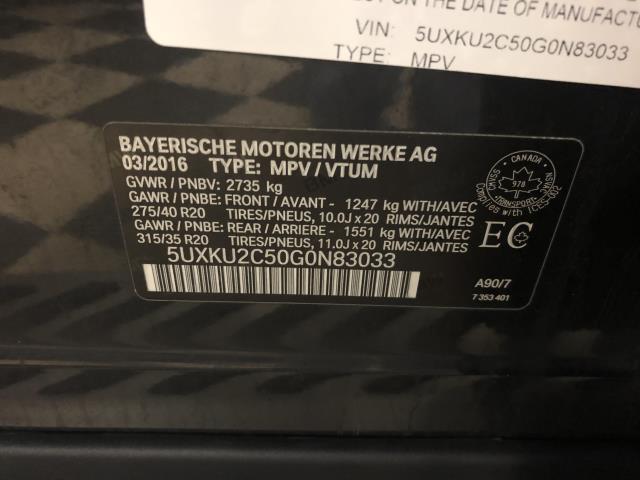 ON THE DATE OF MANUFACTU
VIN: 5UXKU2C50G0N83033
TYPE: MPV
BAYERISCHE MOTOREN WERKE AG
03/2016 TYPE: MPV / VTUM
GVWR / PNBV: 2735 kg
GAWR / PNBE: FRONT / AVANT - 1247 kg WITH/AVEC
275/40 R20 TIRES/PNEUS, 10.0J x 20 RIMS/JANTES
GAWR / PNBE: REAR / ARRIERE - 1551 kg WITH/AVEC
315/35 R20 TIRES/PNEUS, 11.0J x 20 RIMS/JANTES
5UXKU2C50G0N83033
CANADA
978
TRANSPORT
EC
A90/7
7 353 401